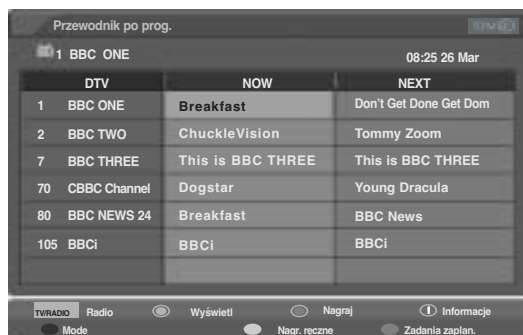 Przewodnik po prog.
1 BBC ONE 08:25 26 Mar
DTV NOW NEXT
1 BBC ONE Breakfast Don't Get Done Get Dom
2 BBC TWO ChuckleVision Tommy Zoom
7 BBC THREE This is BBC THREE This is BBC THREE
70 CBBC Channel Dogstar Young Dracula
80 BBC NEWS 24 Breakfast BBC News
105 BBCi BBCi BBCi
TV/RADIO Radio Wyświetl Nagraj Informacje
Mode Nagr. ręczne Zadania zaplan.